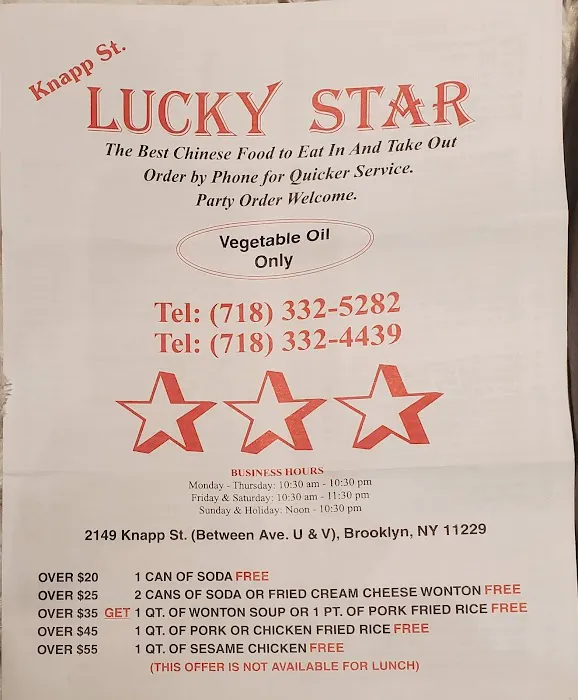 Knapp St.
LUCKY STAR
The Best Chinese Food to Eat In And Take Out
Order by Phone for Quicker Service.
Party Order Welcome.
Vegetable Oil
Only
Tel: (718) 332-5282
Tel: (718) 332-4439
BUSINESS HOURS
Monday - Thursday: 10:30 am - 10:30 pm
Friday & Saturday: 10:30 am - 11:30 pm
Sunday & Holiday: Noon - 10:30 pm
2149 Knapp St. (Between Ave. U & V), Brooklyn, NY 11229
OVER $20 1 CAN OF SODA FREE
OVER $25 2 CANS OF SODA OR FRIED CREAM CHEESE WONTON FREE
OVER $35 GET 1 QT. OF WONTON SOUP OR 1 PT. OF PORK FRIED RICE FREE
OVER $45 1 QT. OF PORK OR CHICKEN FRIED RICE FREE
OVER $55 1 QT. OF SESAME CHICKEN FREE
(THIS OFFER IS NOT AVAILABLE FOR LUNCH)